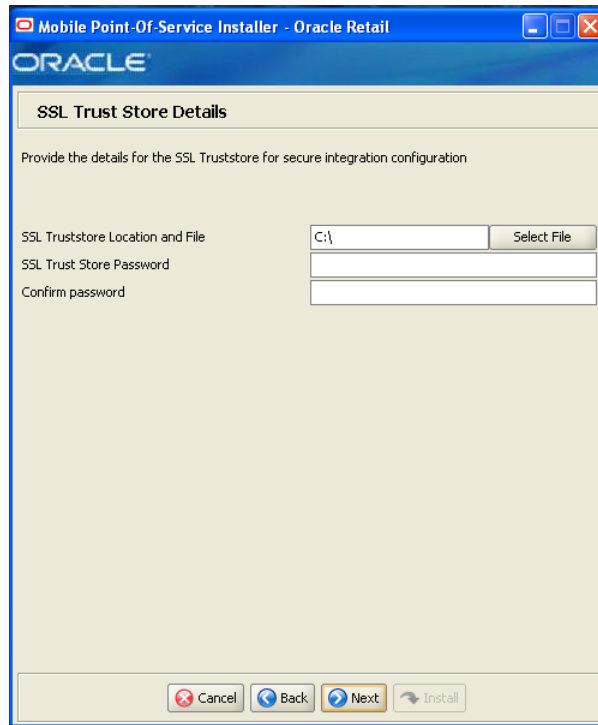 Mobile Point-Of-Service Installer - Oracle Retail
ORACLE
SSL Trust Store Details
Provide the details for the SSL Truststore for secure integration configuration
SSL Truststore Location and File C:\ Select File
SSL Trust Store Password
Confirm password
Cancel Back Next Install